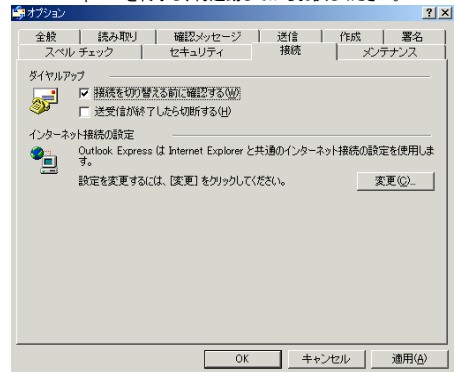 オプション
全般 読み取り 確認メッセージ 送信 作成 署名
スペル チェック セキュリティ 接続 メンテナンス
ダイヤルアップ
接続を切り替える前に確認する(W)
送受信が終了したら切断する(H)
インターネット接続の設定
Outlook Express は Internet Explorer と共通のインターネット接続の設定を使用しま
す。
設定を変更するには、[変更] をクリックしてください。 変更(C)...
OK キャンセル 適用(A)